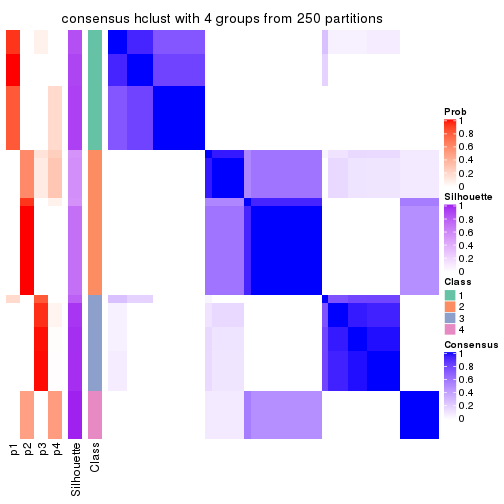 consensus hclust with 4 groups from 250 partitions
Prob
1
0.8
0.6
0.4
0.2
0
Silhouette
1
0.8
0.6
0.4
0.2
0
Class
1
2
3
4
Consensus
1
0.8
0.6
0.4
0.2
0
p1
p2
p3
p4
Silhouette
Class